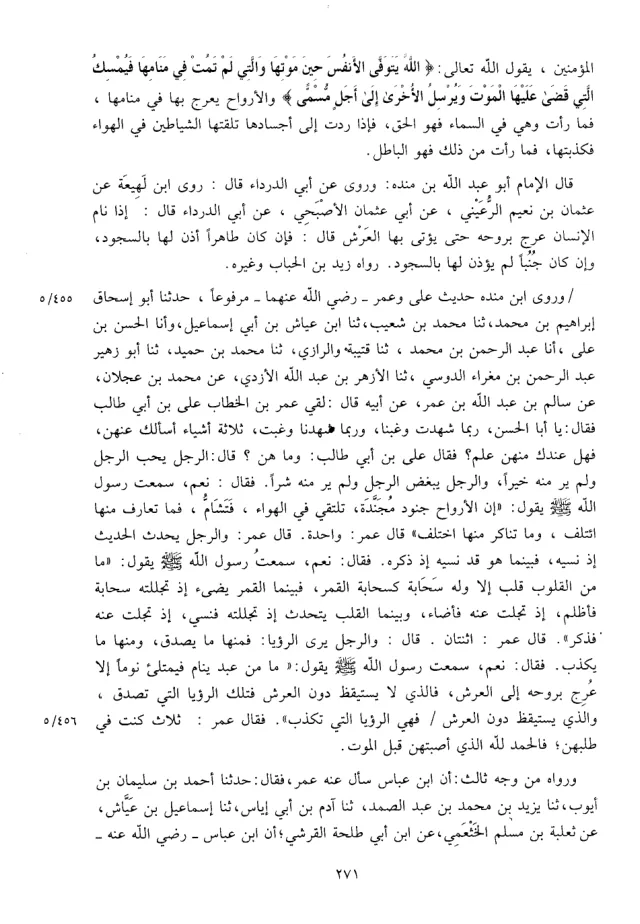 المؤمنين ، يقول الله تعالى: ﴿ اللَّهُ يَتَوَفَّى الأَنفُسَ حِينَ مَوْتِهَا وَالَّتِي لَمْ تَمُتْ فِي مَنَامِهَا فَيُمْسِكُ
الَّتِي قَضَىٰ عَلَيْهَا الْمَوْتَ وَيُرْسِلُ الأُخْرَىٰ إِلَىٰ أَجَلٍ مُّسَمًّى ﴾ والأرواح يعرج بها في منامها ،
فما رأت وهي في السماء فهو الحق، فإذا ردت إلى أجسادها تلقتها الشياطين في الهواء
فكذبتها، فما رأت من ذلك فهو الباطل.
قال الإمام أبو عبد الله بن منده: وروى عن أبي الدرداء قال : روى ابن لَهِيعَة عن
عثمان بن نعيم الرُّعَيْني ، عن أبي عثمان الأصْبَحِي ، عن أبي الدرداء قال : إذا نام
الإنسان عرج بروحه حتى يؤتى بها العَرْش قال : فإن كان طاهراً أذن لها بالسجود،
وإن كان جُنُباً لم يؤذن لها بالسجود. رواه زيد بن الحباب وغيره.
/ وروى ابن منده حديث على وعمر ـ رضي الله عنهما ـ مرفوعاً ، حدثنا أبو إسحاق ٥/٤٥٥
إبراهيم بن محمد، ثنا محمد بن شعيب، ثنا ابن عياش بن أبي إسماعيل، وأنا الحسن بن
على ، أنا عبد الرحمن بن محمد ، ثنا قتيبة والرازي، ثنا محمد بن حميد، ثنا أبو زهير
عبد الرحمن بن مغراء الدوسي ، ثنا الأزهر بن عبد الله الأزدي، عن محمد بن عجلان،
عن سالم بن عبد الله بن عمر، عن أبيه قال : لقي عمر بن الخطاب على بن أبي طالب
فقال: يا أبا الحسن، ربما شهدت وغبنا، وربما شهدنا وغبت، ثلاثة أشياء أسألك عنهن،
فهل عندك منهن علم؟ فقال على بن أبي طالب: وما هن ؟ قال: الرجل يحب الرجل
ولم ير منه خيراً، والرجل يبغض الرجل ولم ير منه شراً. فقال : نعم، سمعت رسول
الله ﷺ يقول: «إن الأرواح جنود مُجَنَّدَة، تلتقي في الهواء ، فَتَشَامُّ ، فما تعارف منها
ائتلف ، وما تناكر منها اختلف» قال عمر: واحدة. قال عمر: والرجل يحدث الحديث
إذ نسيه، فبينما هو قد نسيه إذ ذكره. فقال: نعم، سمعتُ رسول الله ﷺ يقول: «ما
من القلوب قلب إلا وله سَحَابة كسحابة القمر، فبينما القمر يضىء إذ تجللته سحابة
فأظلم، إذ تجلت عنه فأضاء، وبينما القلب يتحدث إذ تجللته فنسي، إذ تجلت عنه
فذكر». قال عمر : اثنتان . قال : والرجل يرى الرؤيا: فمنها ما يصدق، ومنها ما
يكذب. فقال: نعم، سمعت رسول الله ﷺ يقول: « ما من عبد ينام فيمتلئ نوماً إلا
عُرِج بروحه إلى العرش، فالذي لا يستيقظ دون العرش فتلك الرؤيا التي تصدق ،
والذي يستيقظ دون العرش / فهي الرؤيا التي تكذب». فقال عمر : ثلاث كنت في ٥/٤٥٦
طلبهن؛ فالحمد لله الذي أصبتهن قبل الموت.
ورواه من وجه ثالث: أن ابن عباس سأل عنه عمر، فقال: حدثنا أحمد بن سليمان بن
أيوب، ثنا يزيد بن محمد بن عبد الصمد، ثنا آدم بن أبي إياس، ثنا إسماعيل بن عَيَّاش،
عن ثعلبة بن مسلم الخَثْعَمي، عن ابن أبي طلحة القرشي؛ أن ابن عباس ـ رضي الله عنه ـ
٢٧١